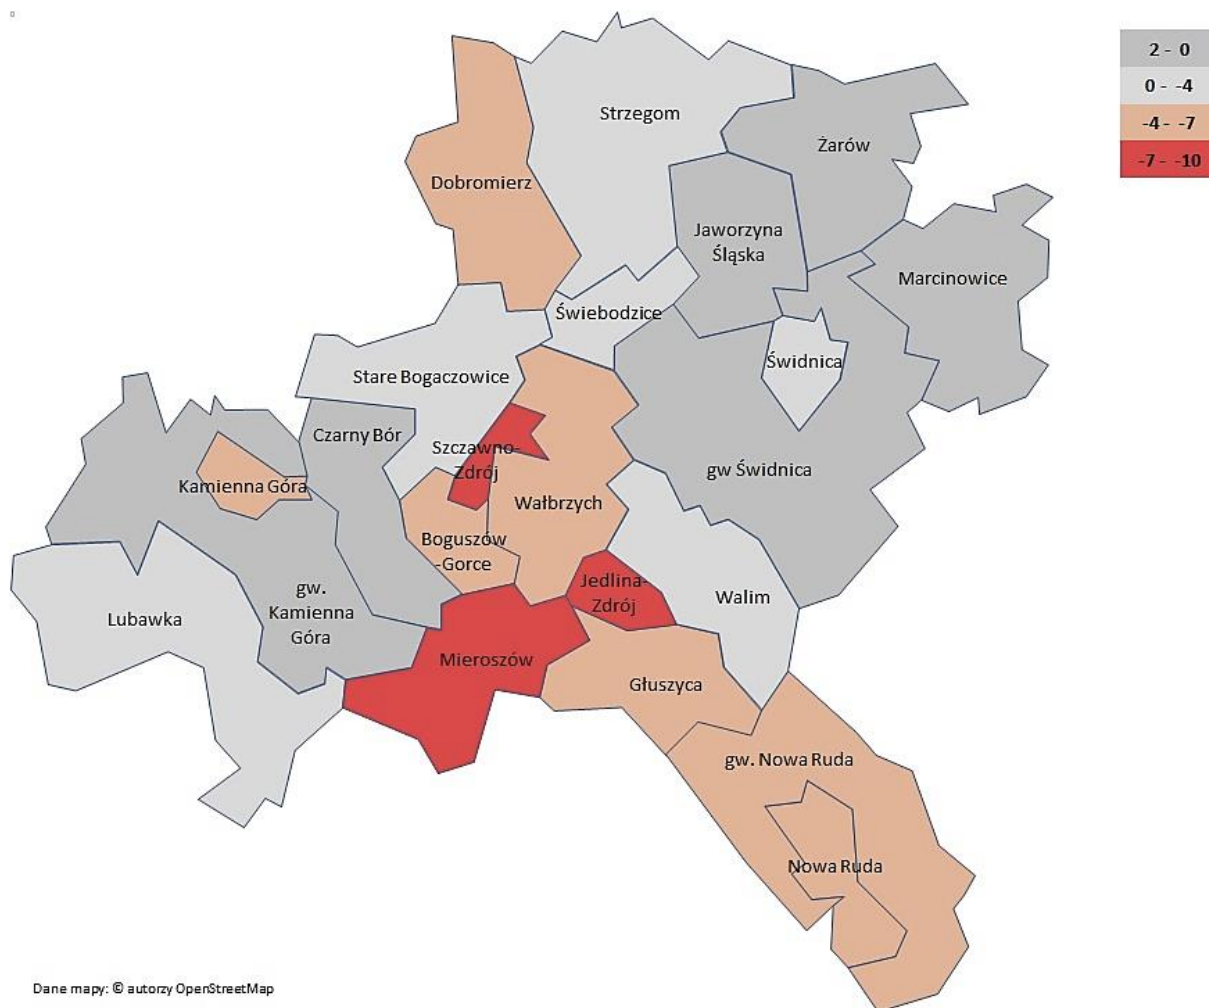 2 - 0
0 - -4
-4 - -7
-7 - -10
Strzegom
Żarów
Dobromierz
Jaworzyna
Śląska
Marcinowice
Świebodzice
Świdnica
Stare Bogaczowice
Czarny Bór
Szczawno-
Zdrój
gw Świdnica
Kamienna Góra
Wałbrzych
Boguszów
-Gorce
Jedlina-
Zdrój
Walim
gw.
Kamienna
Góra
Lubawka
Mieroszów
Głuszyca
gw. Nowa Ruda
Nowa Ruda
Dane mapy: © autorzy OpenStreetMap